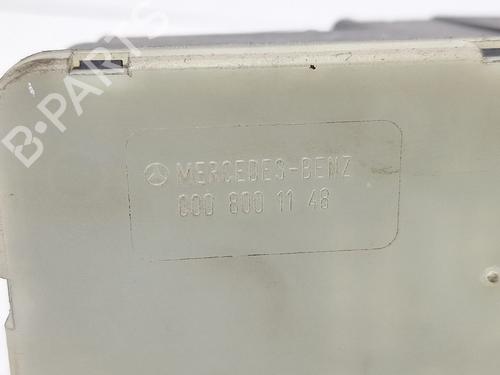 B-PARTS
MERCEDES-BENZ
000 800 11 48